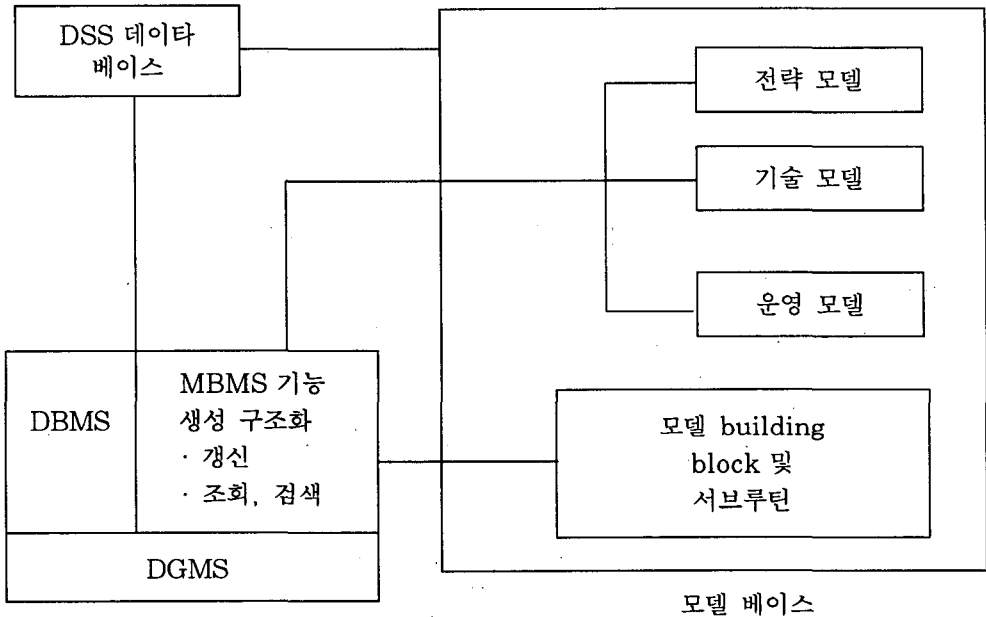 DSS 데이타
베이스
전략 모델
기술 모델
운영 모델
DBMS
MBMS 기능
생성 구조화
· 갱신
· 조회, 검색
모델 building
block 및
서브루틴
DGMS
모델 베이스